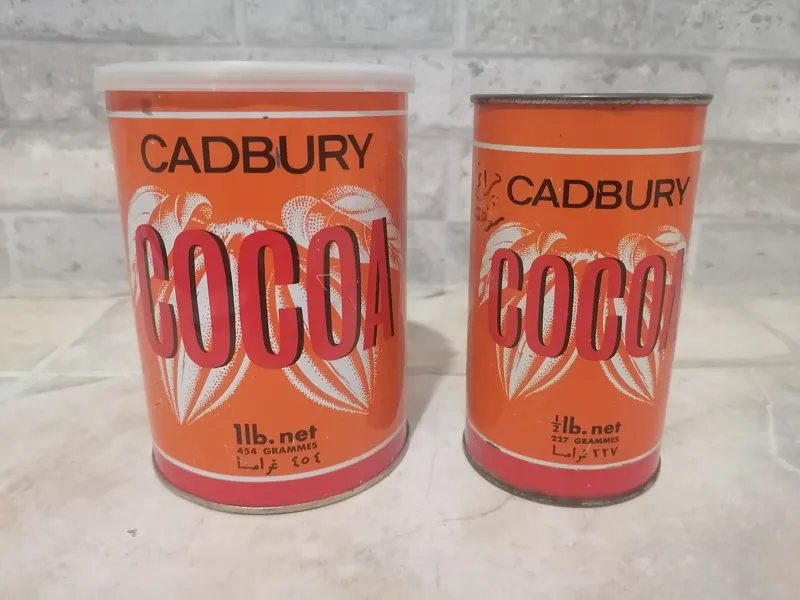 CADBURY
COCOA
1lb. net
454 GRAMMES
٤٥٤ غراماً
CADBURY
COCOA
½lb. net
227 GRAMMES
٢٢٧ غراماً